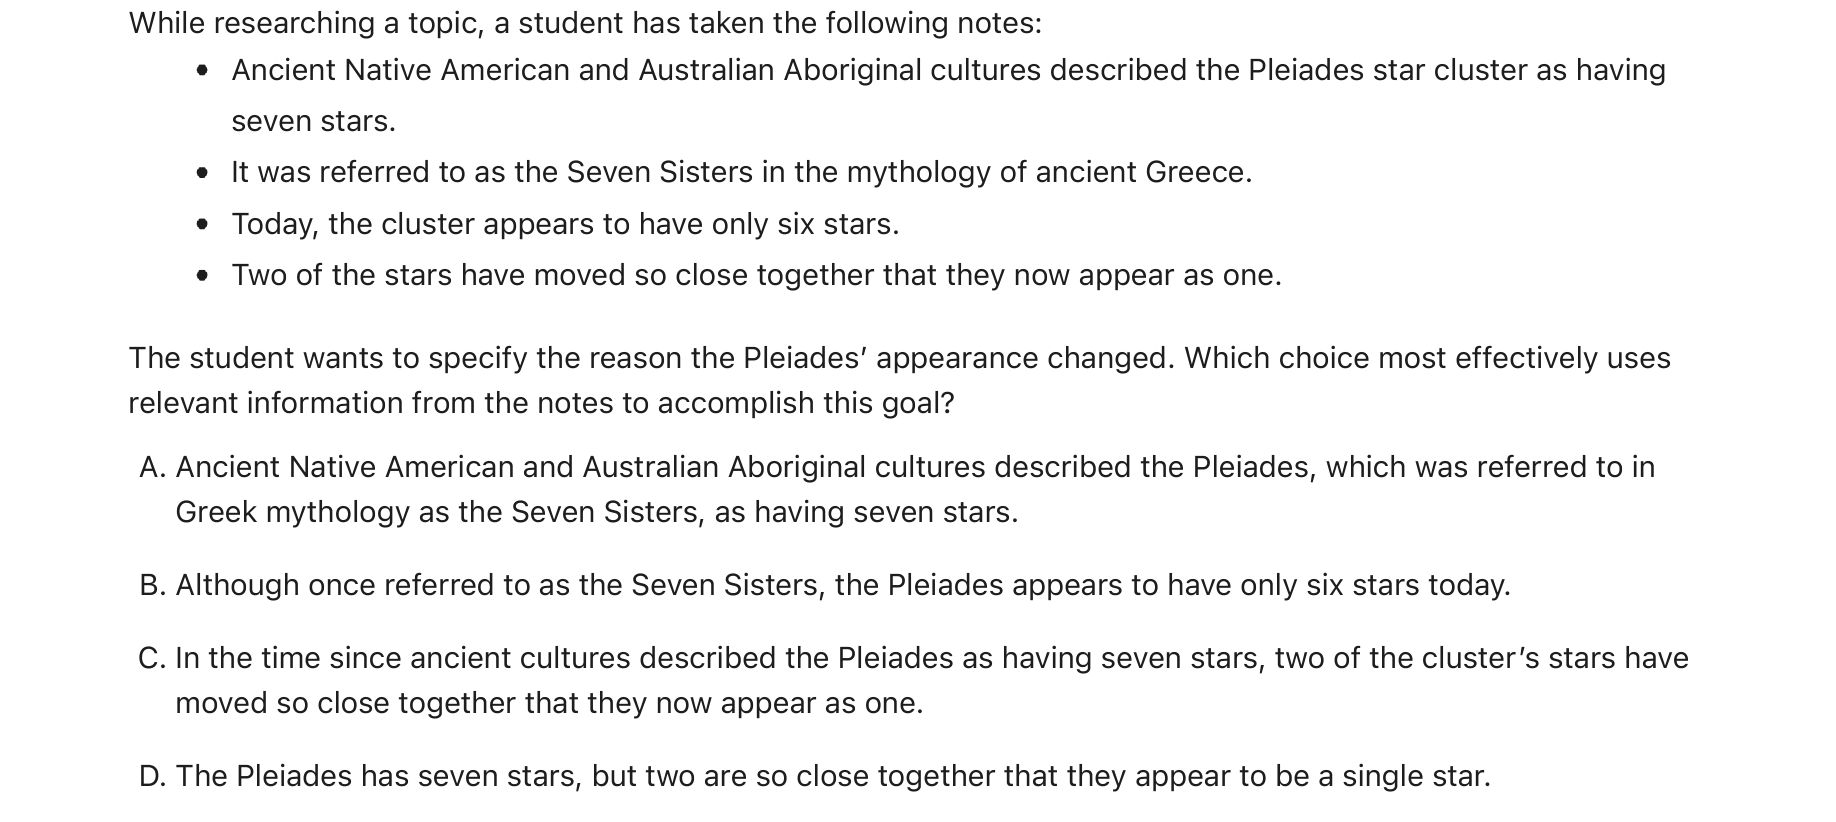 While researching a topic, a student has taken the following notes:
• Ancient Native American and Australian Aboriginal cultures described the Pleiades star cluster as having
seven stars.
• It was referred to as the Seven Sisters in the mythology of ancient Greece.
• Today, the cluster appears to have only six stars.
• Two of the stars have moved so close together that they now appear as one.
The student wants to specify the reason the Pleiades’ appearance changed. Which choice most effectively uses
relevant information from the notes to accomplish this goal?
A. Ancient Native American and Australian Aboriginal cultures described the Pleiades, which was referred to in
Greek mythology as the Seven Sisters, as having seven stars.
B. Although once referred to as the Seven Sisters, the Pleiades appears to have only six stars today.
C. In the time since ancient cultures described the Pleiades as having seven stars, two of the cluster’s stars have
moved so close together that they now appear as one.
D. The Pleiades has seven stars, but two are so close together that they appear to be a single star.